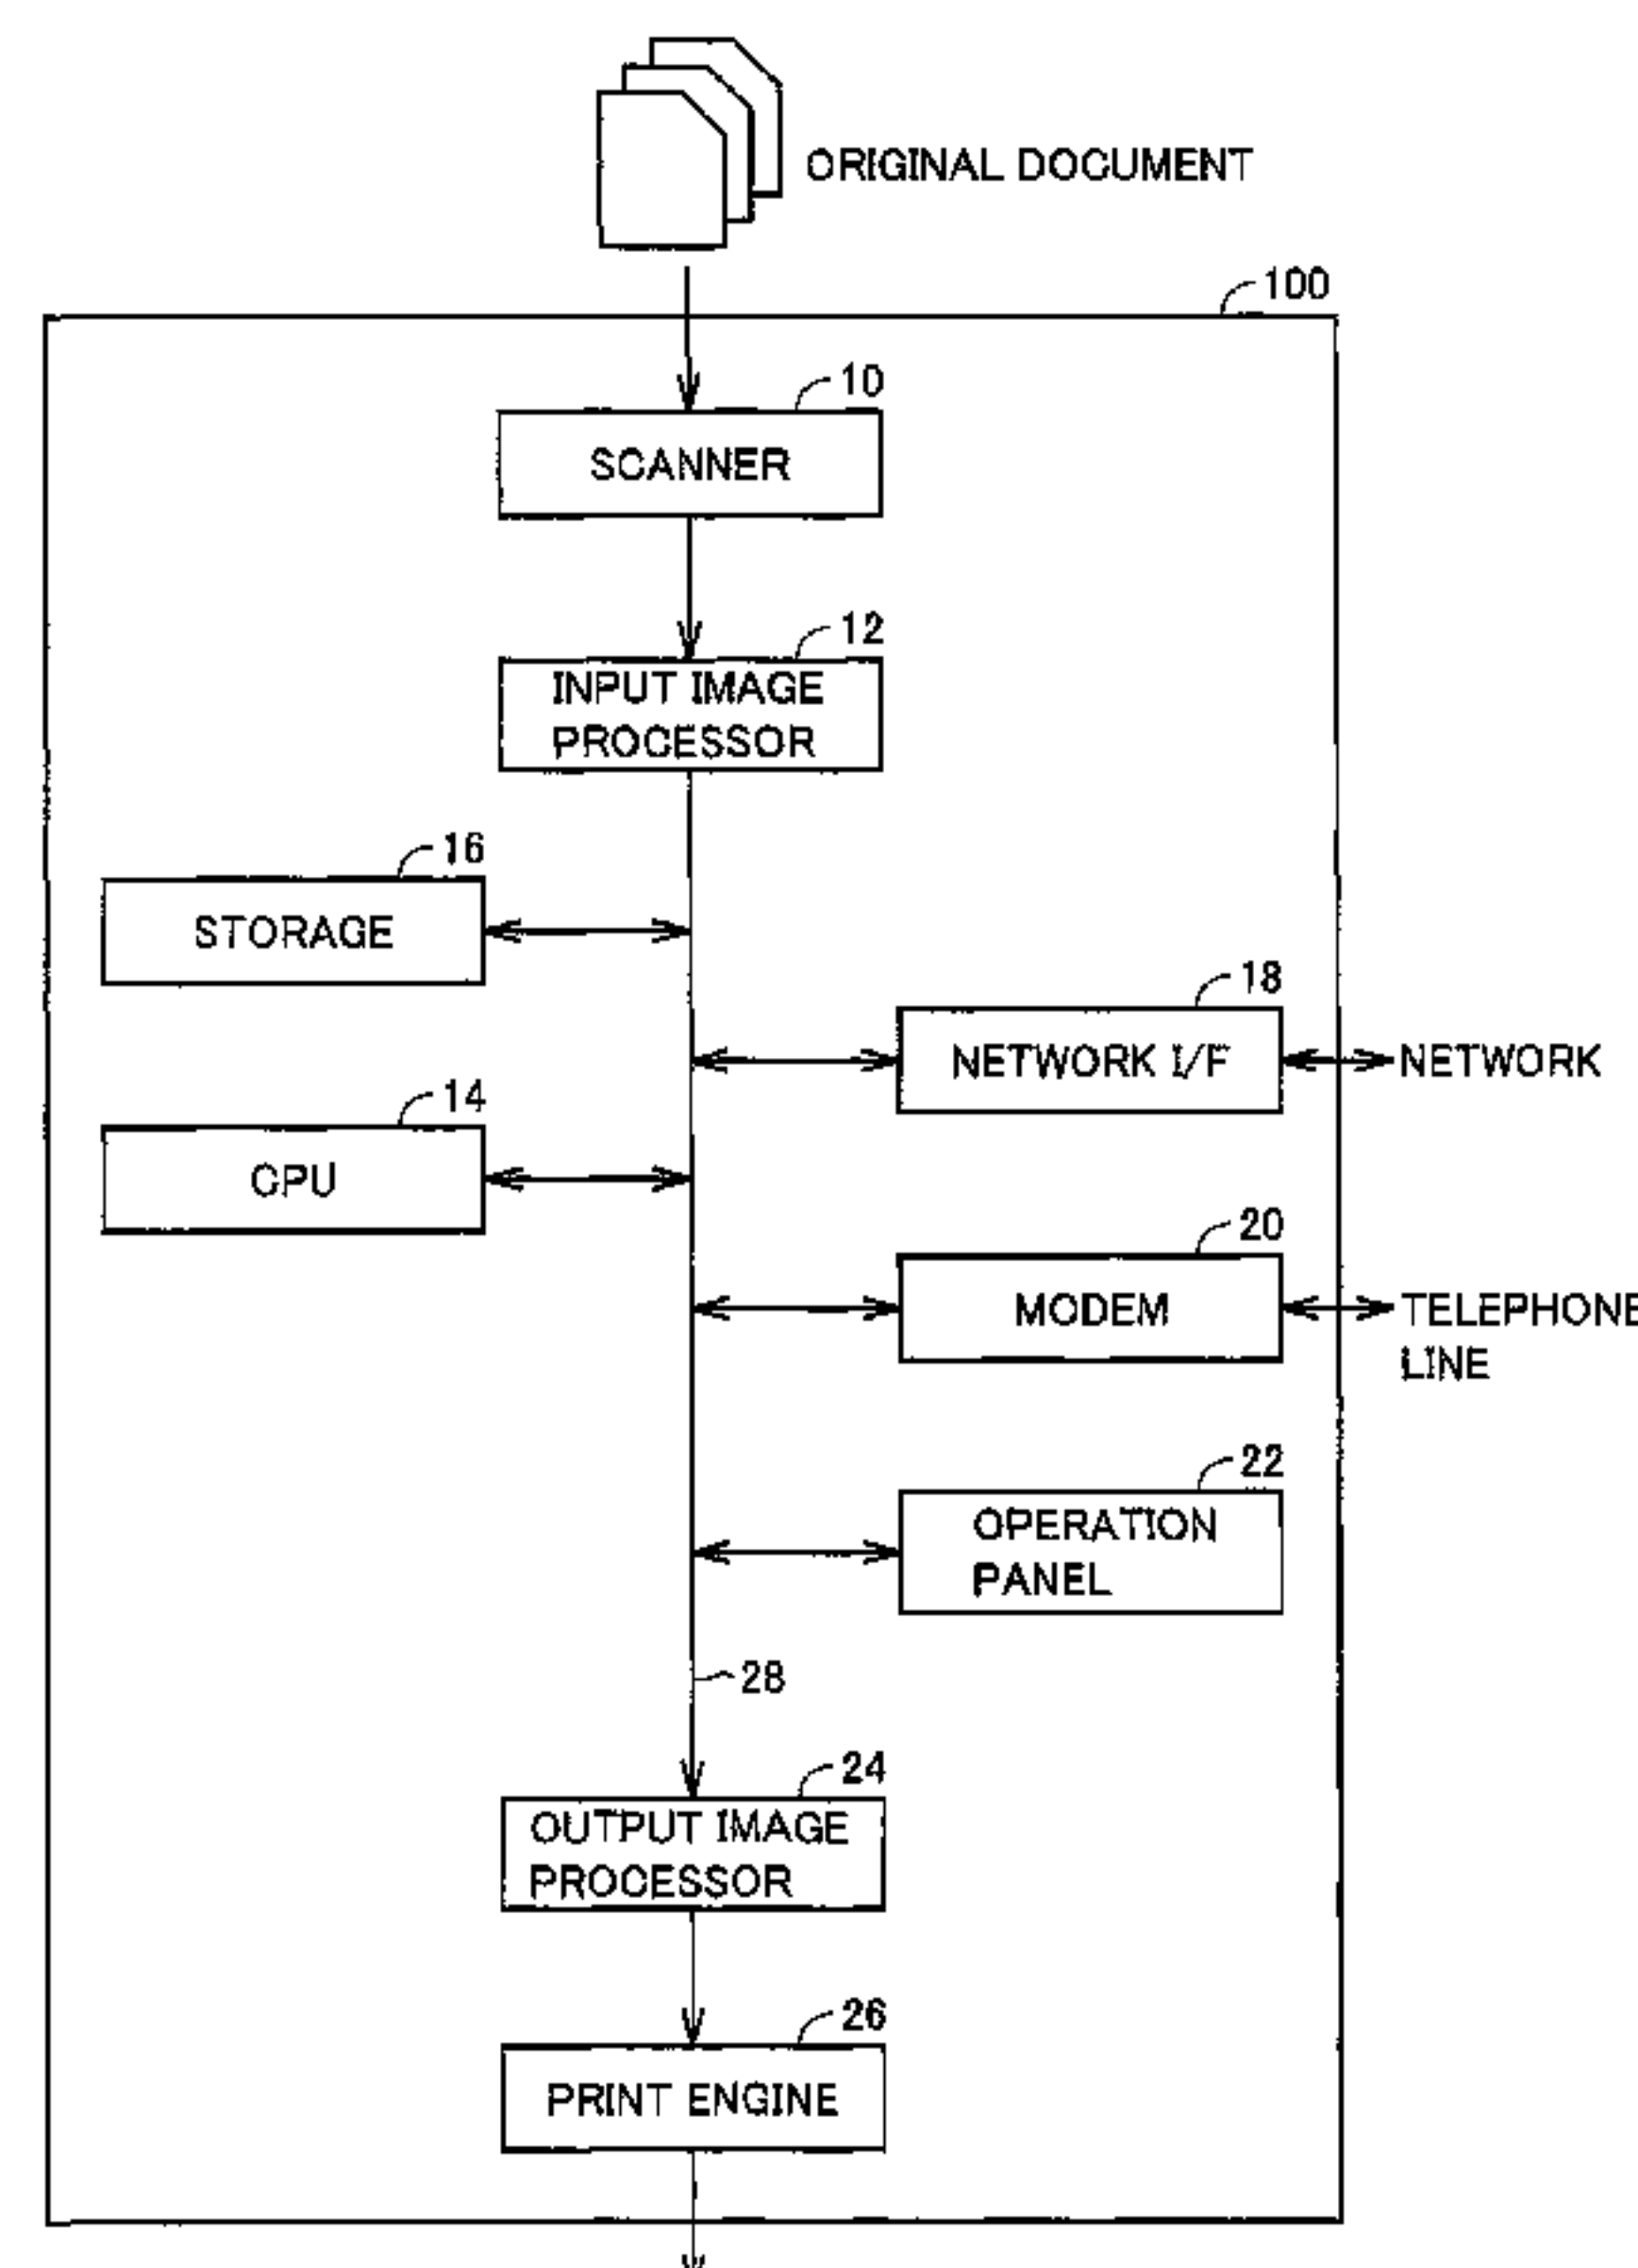 ORIGINAL DOCUMENT
100
10
SCANNER
12
INPUT IMAGE
PROCESSOR
16
STORAGE
18
NETWORK I/F
NETWORK
14
CPU
20
MODEM
TELEPHONE
LINE
22
OPERATION
PANEL
28
24
OUTPUT IMAGE
PROCESSOR
26
PRINT ENGINE